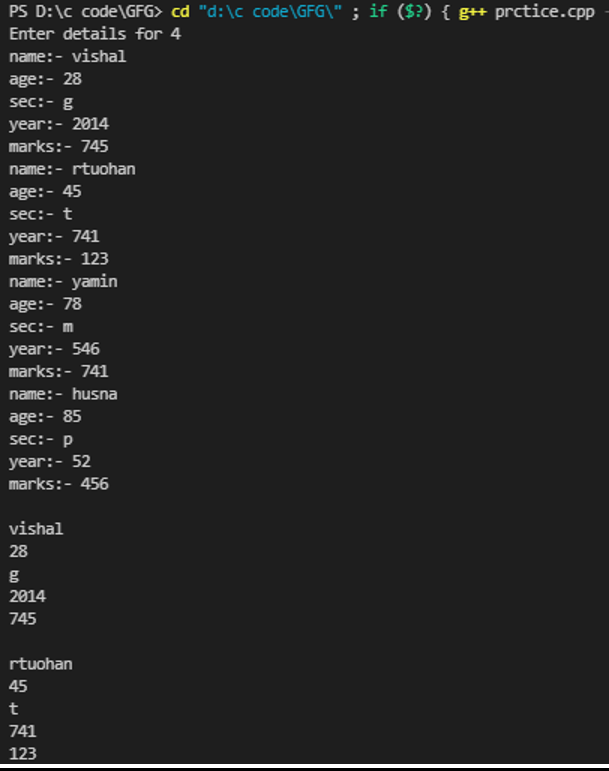 PS D:\c code\GFG> cd "d:\c code\GFG\" ; if ($?) { g++ prctice.cpp -
Enter details for 4
name:- vishal
age:- 28
sec:- g
year:- 2014
marks:- 745
name:- rtuohan
age:- 45
sec:- t
year:- 741
marks:- 123
name:- yamin
age:- 78
sec:- m
year:- 546
marks:- 741
name:- husna
age:- 85
sec:- p
year:- 52
marks:- 456
vishal
28
g
2014
745
rtuohan
45
t
741
123